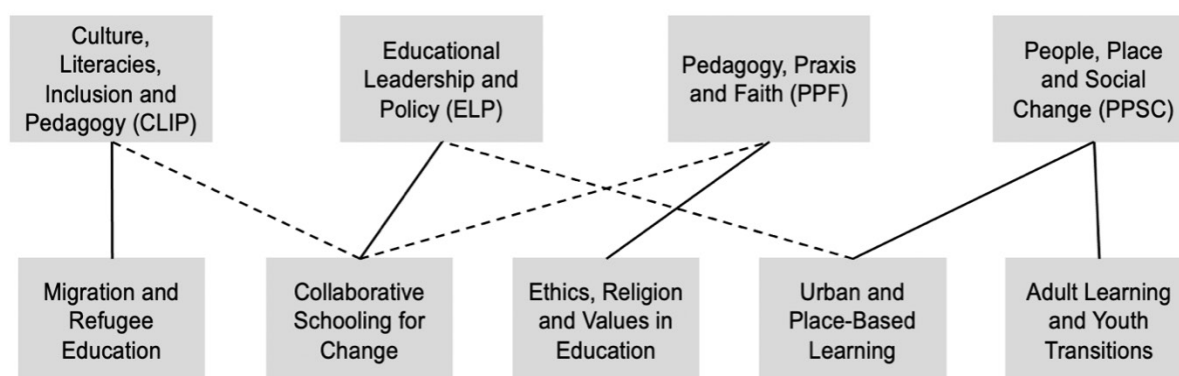 Culture,
Literacies,
Inclusion and
Pedagogy (CLIP)
Educational
Leadership and
Policy (ELP)
Pedagogy, Praxis
and Faith (PPF)
People, Place
and Social
Change (PPSC)
Migration and
Refugee
Education
Collaborative
Schooling for
Change
Ethics, Religion
and Values in
Education
Urban and
Place-Based
Learning
Adult Learning
and Youth
Transitions